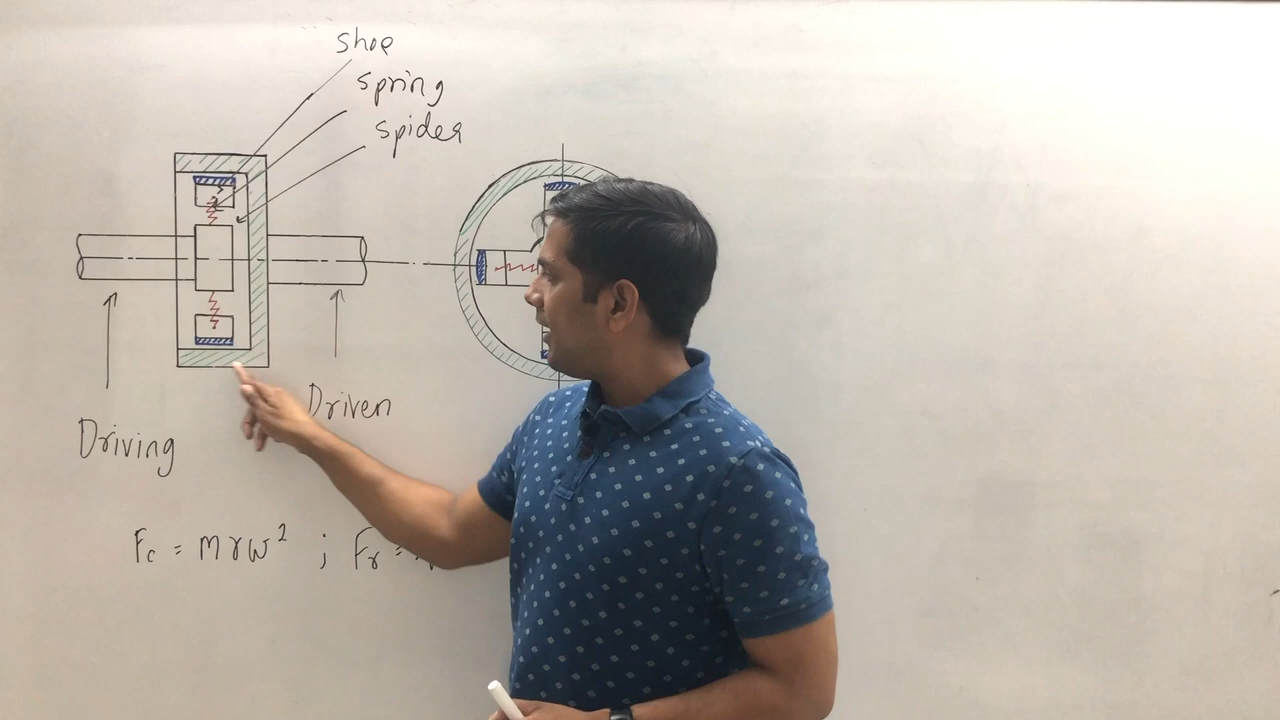 shoe
spring
spider
Driven
Driving
Fc = mrω² ; Fr =